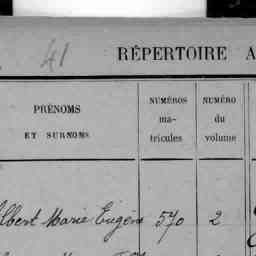 41
RÉPERTOIRE A
PRÉNOMS
ET SURNOMS
NUMÉROS
ma-
tricules
NUMÉRO
du
volume
Albert Marie Eugène 570 2